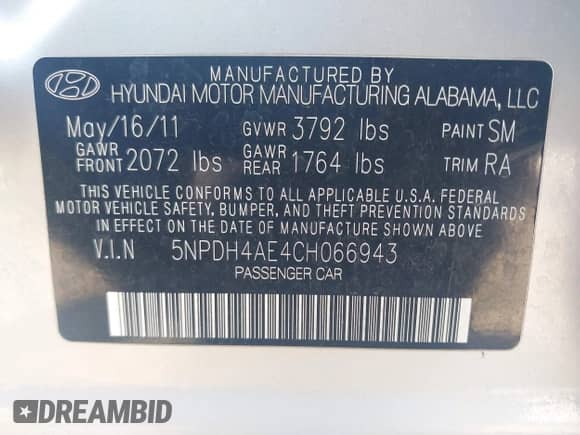 MANUFACTURED BY
HYUNDAI MOTOR MANUFACTURING ALABAMA, LLC
May/16/11 GVWR 3792 lbs PAINT SM
GAWR FRONT 2072 lbs GAWR REAR 1764 lbs TRIM RA
THIS VEHICLE CONFORMS TO ALL APPLICABLE U.S.A. FEDERAL
MOTOR VEHICLE SAFETY, BUMPER, AND THEFT PREVENTION STANDARDS
IN EFFECT ON THE DATE OF MANUFACTURE SHOWN ABOVE
V.I.N 5NPDH4AE4CH066943
PASSENGER CAR
DREAMBID